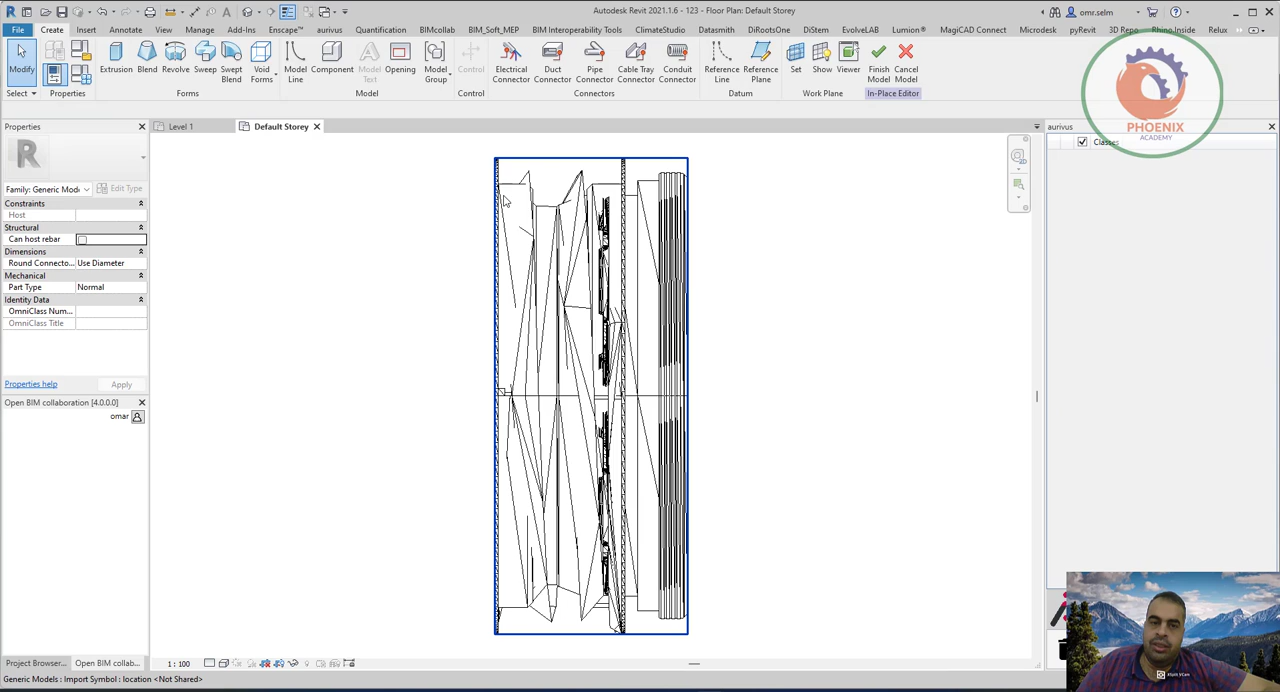 Autodesk Revit 2021.1.6 - 123 - Floor Plan: Default Storey
omr.selm
File Create Insert Annotate View Manage Add-Ins Enscape™ aurivus Quantification BIMcollab BIM_Soft_MEP BIM Interoperability Tools ClimateStudio Datasmith DiRootsOne DiStem EvolveLAB Lumion® MagiCAD Connect Microdesk pyRevit 3D Repo Rhino.Inside Relux
Modify Extrusion Blend Revolve Sweep Swept Blend Void Forms Model Line Component Model Text Opening Model Group Control Electrical Connector Duct Connector Pipe Connector Cable Tray Connector Conduit Connector Reference Line Reference Plane Set Show Viewer Finish Model Cancel Model
Select Properties Forms Model Control Connectors Datum Work Plane In-Place Editor
PHOENIX
ACADEMY
Properties
Level 1
Default Storey
aurivus
Classes
Family: Generic Mode
Edit Type
Constraints
Host
Structural
Can host rebar
Dimensions
Round Connecto... Use Diameter
Mechanical
Part Type Normal
Identity Data
OmniClass Num...
OmniClass Title
Properties help
Apply
Open BIM collaboration [4.0.0.0]
omar
Project Browser...
Open BIM collab...
1 : 100
Generic Models : Import Symbol : location <Not Shared>
XSplit VCam